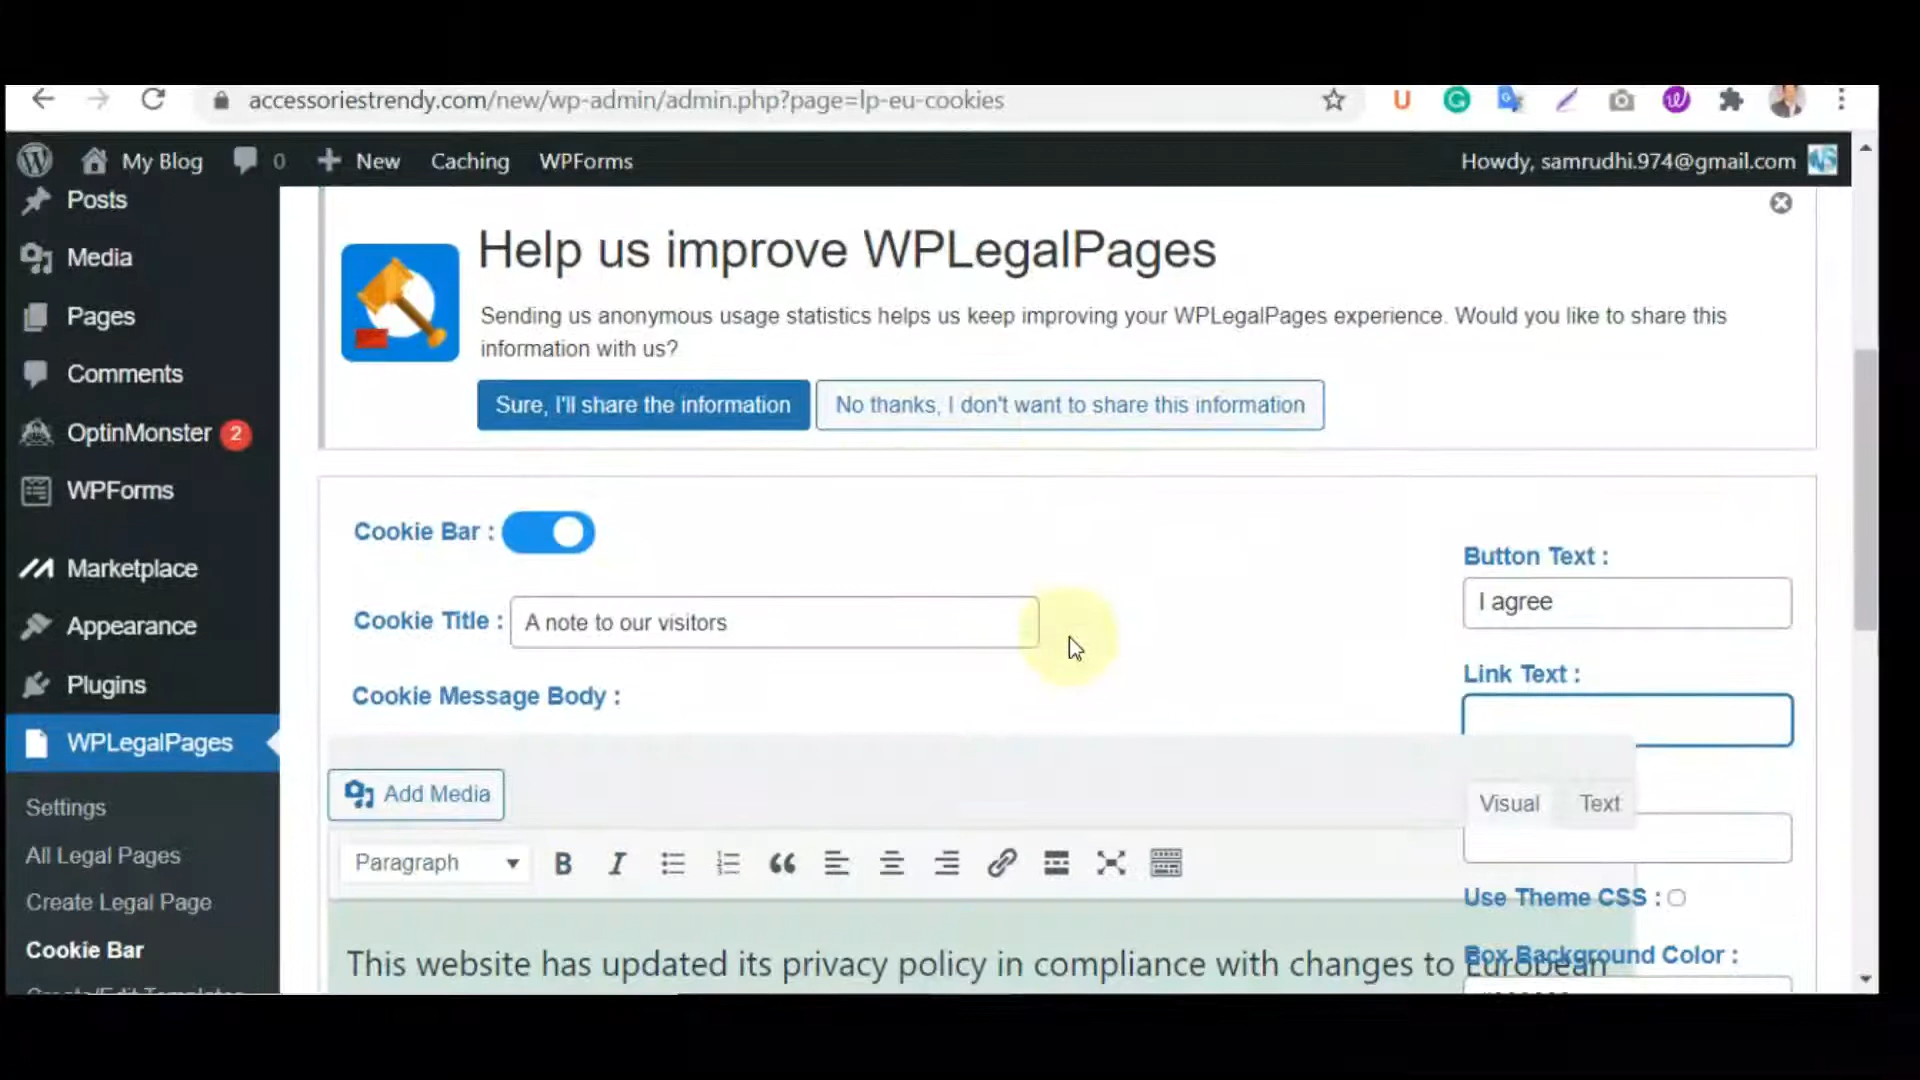 accessoriestrendy.com/new/wp-admin/admin.php?page=lp-eu-cookies
My Blog 0 New Caching WPForms
Howdy, samrudhi.974@gmail.com
Posts
Media
Pages
Comments
OptinMonster 2
WPForms
Marketplace
Appearance
Plugins
WPLegalPages
Settings
All Legal Pages
Create Legal Page
Cookie Bar
Create/Edit Templates
Help us improve WPLegalPages
Sending us anonymous usage statistics helps us keep improving your WPLegalPages experience. Would you like to share this
information with us?
Sure, I'll share the information
No thanks, I don't want to share this information
Cookie Bar :
Cookie Title : A note to our visitors
Cookie Message Body :
Add Media
Visual Text
Paragraph
This website has updated its privacy policy in compliance with changes to European
Button Text :
I agree
Link Text :
Use Theme CSS :
Box Background Color :